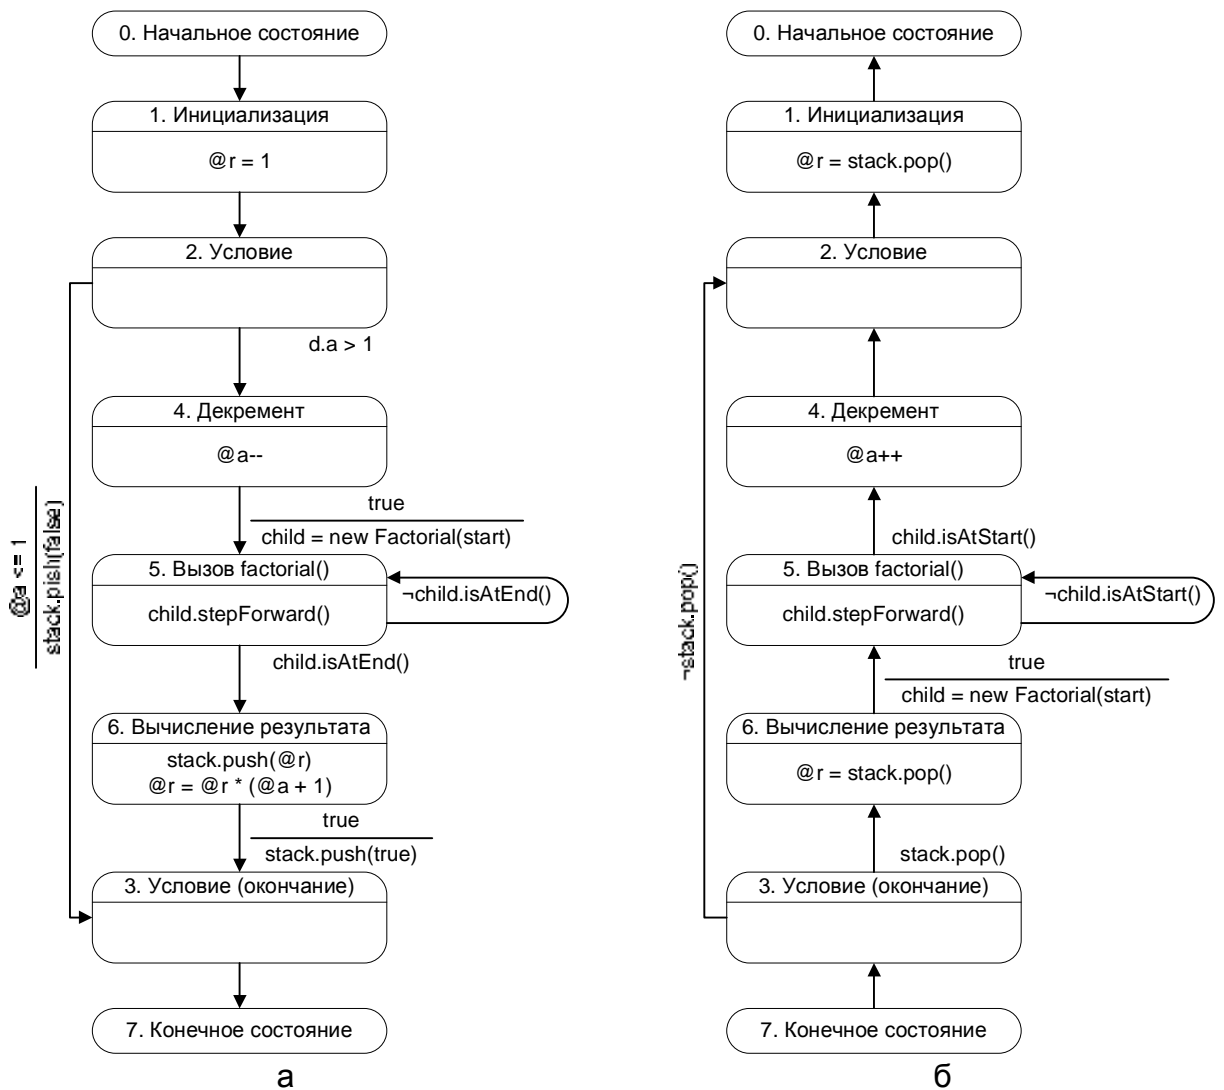 0. Начальное состояние
1. Инициализация
@r = 1
2. Условие
d.a > 1
4. Декремент
@a--
true
child = new Factorial(start)
@a <= 1
stack.pish(false)
5. Вызов factorial()
child.stepForward()
¬child.isAtEnd()
child.isAtEnd()
6. Вычисление результата
stack.push(@r)
@r = @r * (@a + 1)
true
stack.push(true)
3. Условие (окончание)
7. Конечное состояние
а
0. Начальное состояние
1. Инициализация
@r = stack.pop()
2. Условие
4. Декремент
@a++
child.isAtStart()
¬stack.pop()
5. Вызов factorial()
child.stepForward()
¬child.isAtStart()
true
child = new Factorial(start)
6. Вычисление результата
@r = stack.pop()
stack.pop()
3. Условие (окончание)
7. Конечное состояние
б